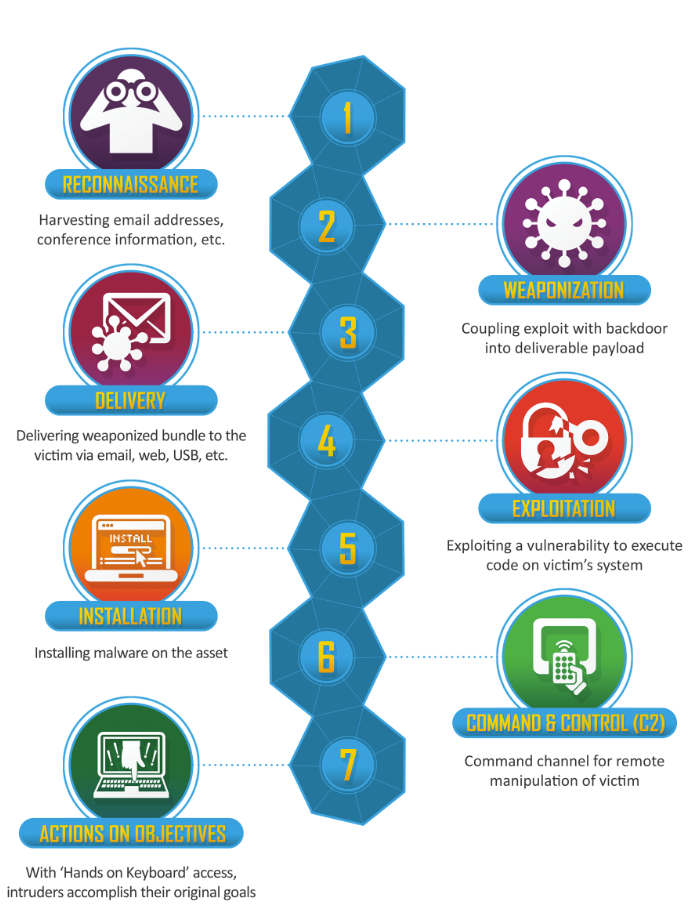 1
RECONNAISSANCE
Harvesting email addresses,
conference information, etc.
2
WEAPONIZATION
Coupling exploit with backdoor
into deliverable payload
3
DELIVERY
Delivering weaponized bundle to the
victim via email, web, USB, etc.
4
EXPLOITATION
Exploiting a vulnerability to execute
code on victim’s system
5
INSTALL
INSTALLATION
Installing malware on the asset
6
COMMAND & CONTROL (C2)
Command channel for remote
manipulation of victim
7
ACTIONS ON OBJECTIVES
With ‘Hands on Keyboard’ access,
intruders accomplish their original goals